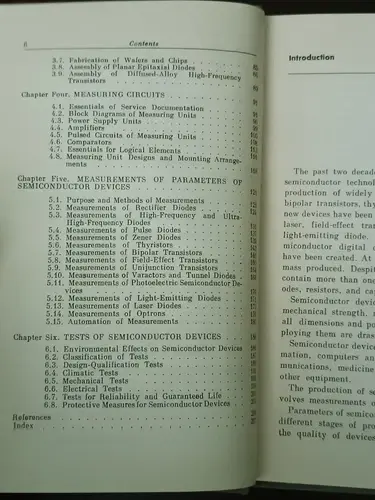 8 Contents
3.7. Fabrication of Wafers and Chips
3.8. Assembly of Planar Epitaxial Diodes
3.9. Assembly of Diffused-Alloy High-Frequency
Transistors
Chapter Four. MEASURING CIRCUITS
4.1. Essentials of Service Documentation
4.2. Block Diagrams of Measuring Units
4.3. Power Supply Units
4.4. Amplifiers
4.5. Pulsed Circuits of Measuring Units
4.6. Comparators
4.7. Essentials for Logical Elements
4.8. Measuring Unit Designs and Mounting Arrange-
ments
Chapter Five. MEASUREMENTS OF PARAMETERS OF
SEMICONDUCTOR DEVICES
5.1. Purpose and Methods of Measurements
5.2. Measurements of Rectifier Diodes
5.3. Measurements of High-Frequency and Ultra-
High-Frequency Diodes
5.4. Measurements of Pulse Diodes
5.5. Measurements of Zener Diodes
5.6. Measurements of Thyristors
5.7. Measurements of Bipolar Transistors
5.8. Measurements of Field-Effect Transistors
5.9. Measurements of Unijunction Transistors
5.10. Measurements of Varactors and Tunnel Diodes
5.11. Measurements of Photoelectric Semiconductor De-
vices
5.12. Measurements of Light-Emitting Diodes
5.13. Measurements of Laser Diodes
5.14. Measurements of Optrons
5.15. Automation of Measurements
Chapter Six. TESTS OF SEMICONDUCTOR DEVICES
6.1. Environmental Effects on Semiconductor Devices
6.2. Classification of Tests
6.3. Design-Qualification Tests
6.4. Climatic Tests
6.5. Mechanical Tests
6.6. Electrical Tests
6.7. Tests for Reliability and Guaranteed Life
6.8. Protective Measures for Semiconductor Devices
References
Index
Introduction
The past two decad
semiconductor technol
production of widely
bipolar transistors, thy
new devices have been
laser, field-effect trans
light-emitting diode.
miconductor digital a
have been created. At
mass produced. Despit
contain more than one
odes, resistors, and ca
Semiconductor devic
mechanical strength,
all dimensions and po
ploying them are dras
Semiconductor device
mation, computers an
munications, medicine
other equipment.
The production of se
volves measurements o
Parameters of semico
different stages of pro
the quality of devices